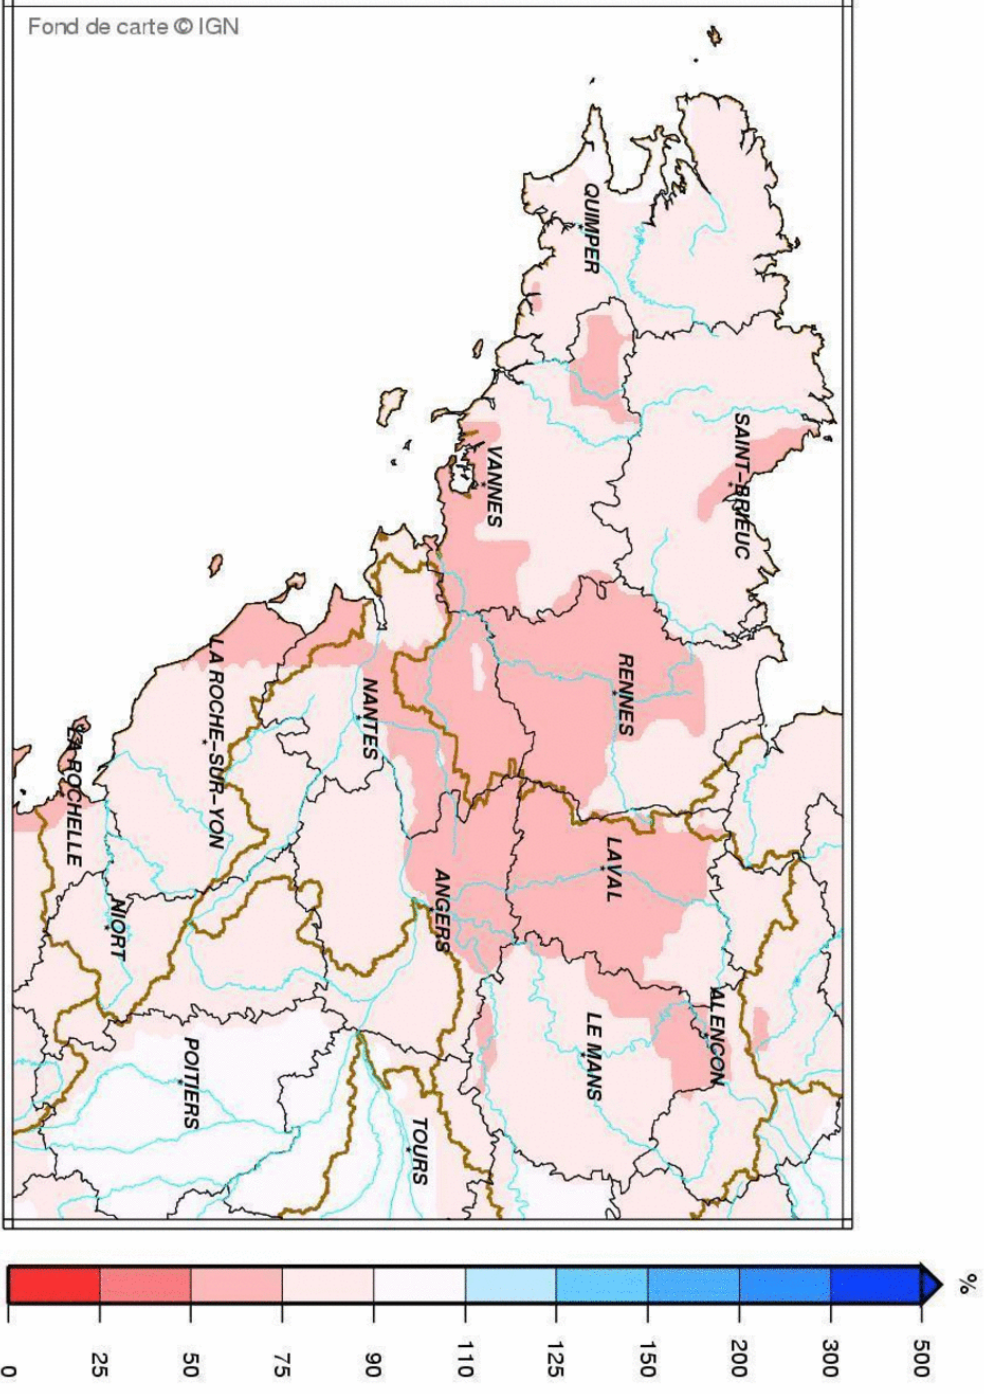 Fond de carte © IGN
QUIMPER
SAINT-BRIEUC
VANNES
RENNES
NANTES
LA ROCHE-SUR-YON
LA ROCHELLE
LAVAL
ANGERS
NIORT
ALENCON
LE MANS
POITIERS
TOURS
%
0
25
50
75
90
110
125
150
200
300
500